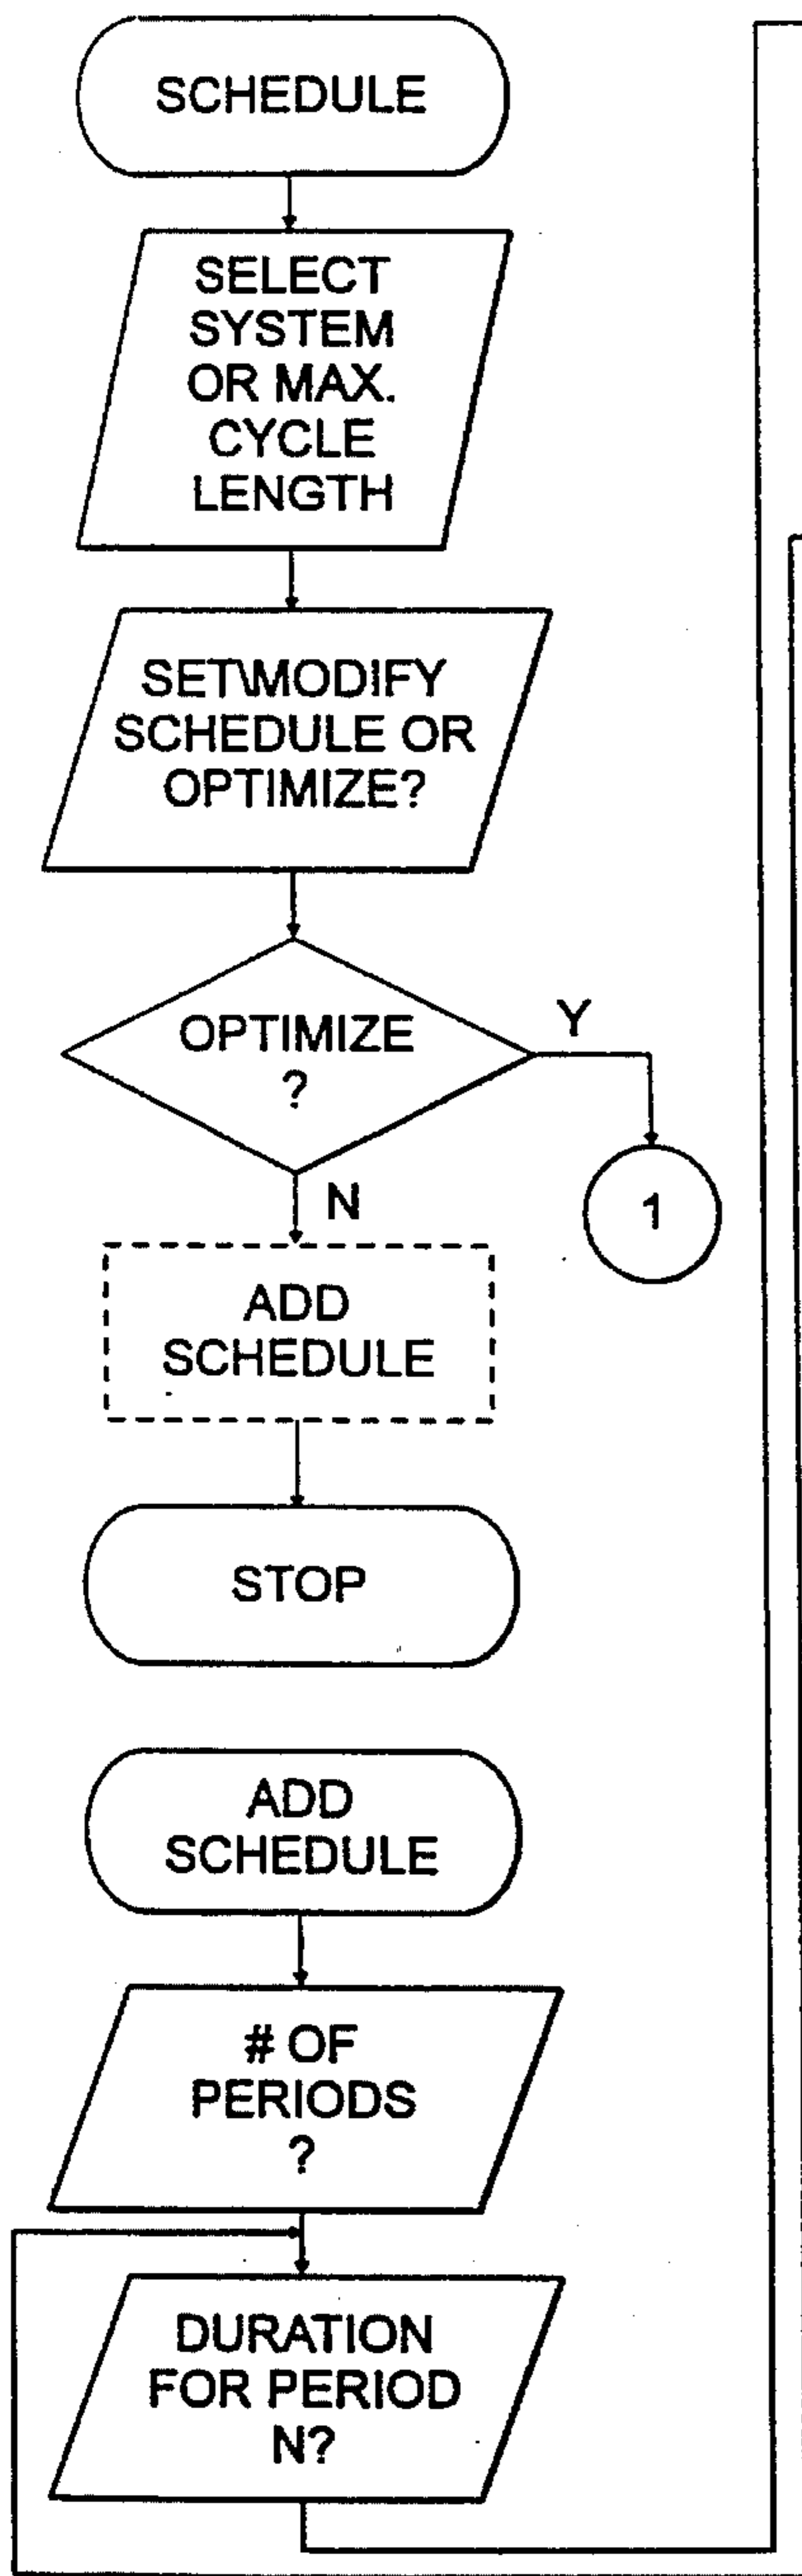 SCHEDULE
SELECT
SYSTEM
OR MAX.
CYCLE
LENGTH
SET\MODIFY
SCHEDULE OR
OPTIMIZE?
OPTIMIZE
?
Y
1
N
ADD
SCHEDULE
STOP
ADD
SCHEDULE
# OF
PERIODS
?
DURATION
FOR PERIOD
N?